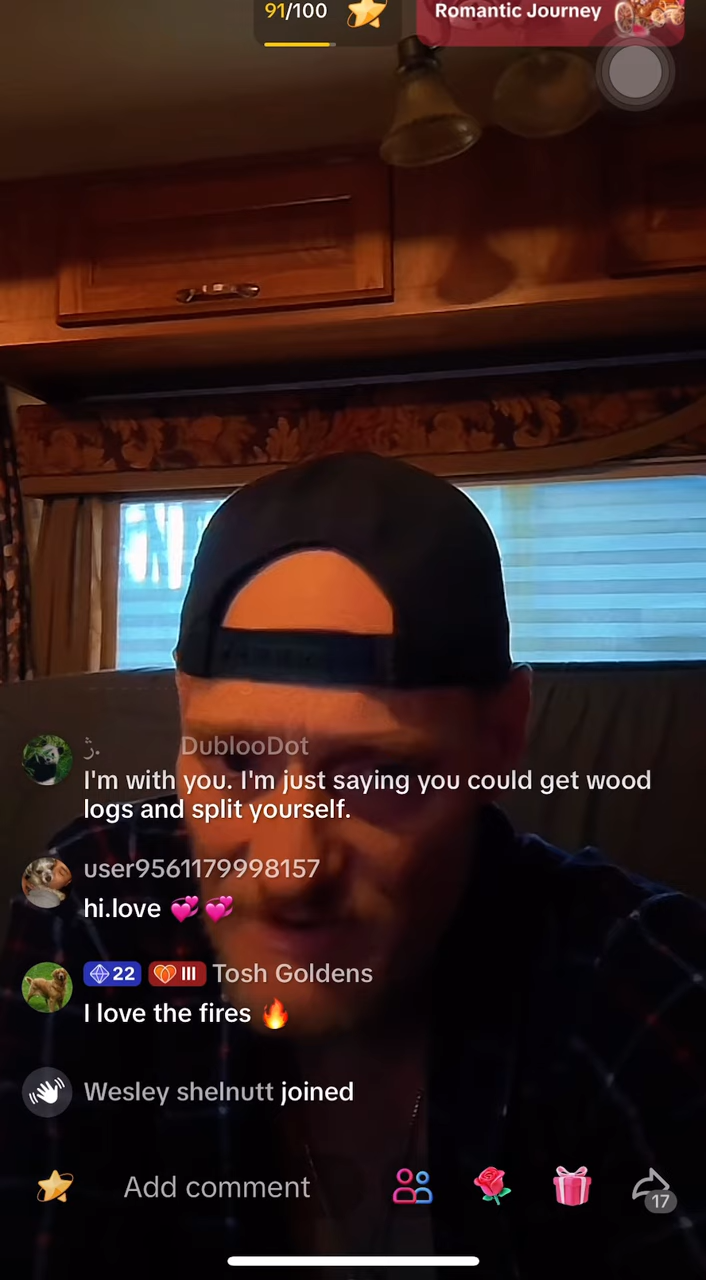 91/100
Romantic Journey
ژ. DublooDot
I'm with you. I'm just saying you could get wood
logs and split yourself.
user9561179998157
hi.love 💞 💞
22 III Tosh Goldens
I love the fires 🔥
Wesley shelnutt joined
Add comment
17